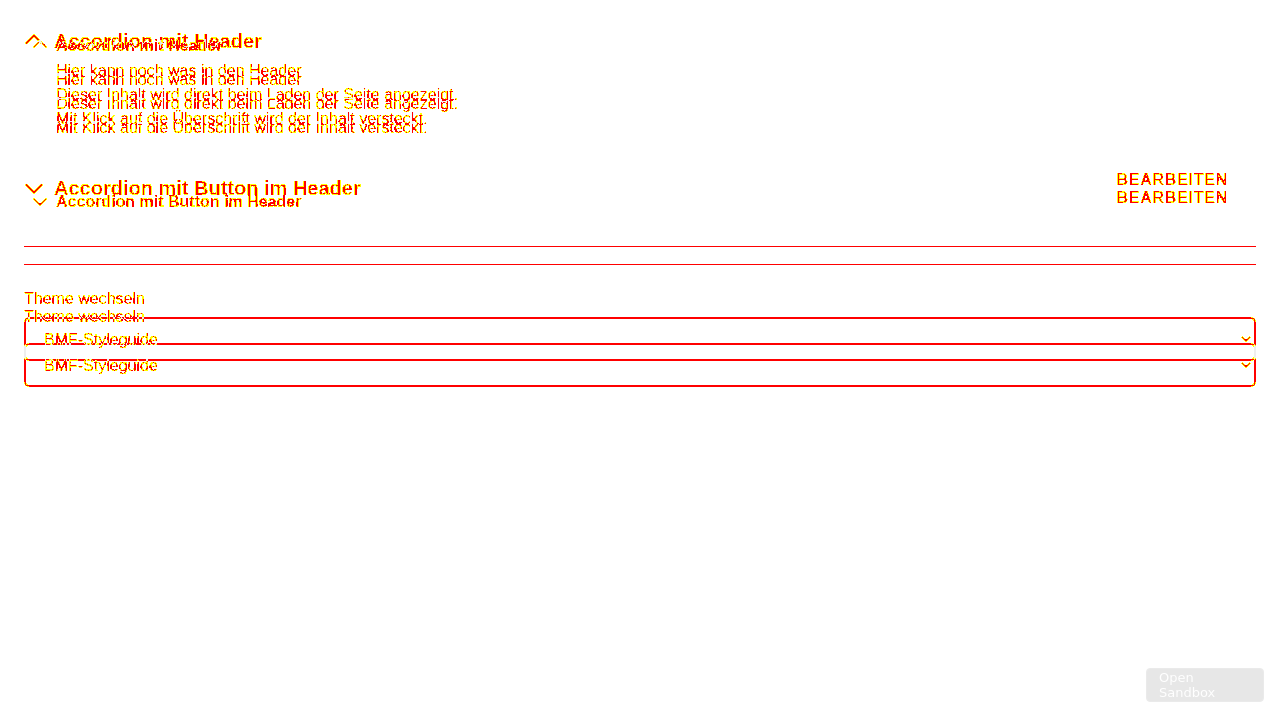 Accordion mit Header
Accordion mit Header
Hier kann noch was in den Header
Hier kann noch was in den Header
Dieser Inhalt wird direkt beim Laden der Seite angezeigt.
Dieser Inhalt wird direkt beim Laden der Seite angezeigt.
Mit Klick auf die Überschrift wird der Inhalt versteckt.
Mit Klick auf die Überschrift wird der Inhalt versteckt.
BEARBEITEN
Accordion mit Button im Header
BEARBEITEN
Accordion mit Button im Header
Theme wechseln
Theme wechseln
BMF-Styleguide
BMF-Styleguide
Open
Sandbox